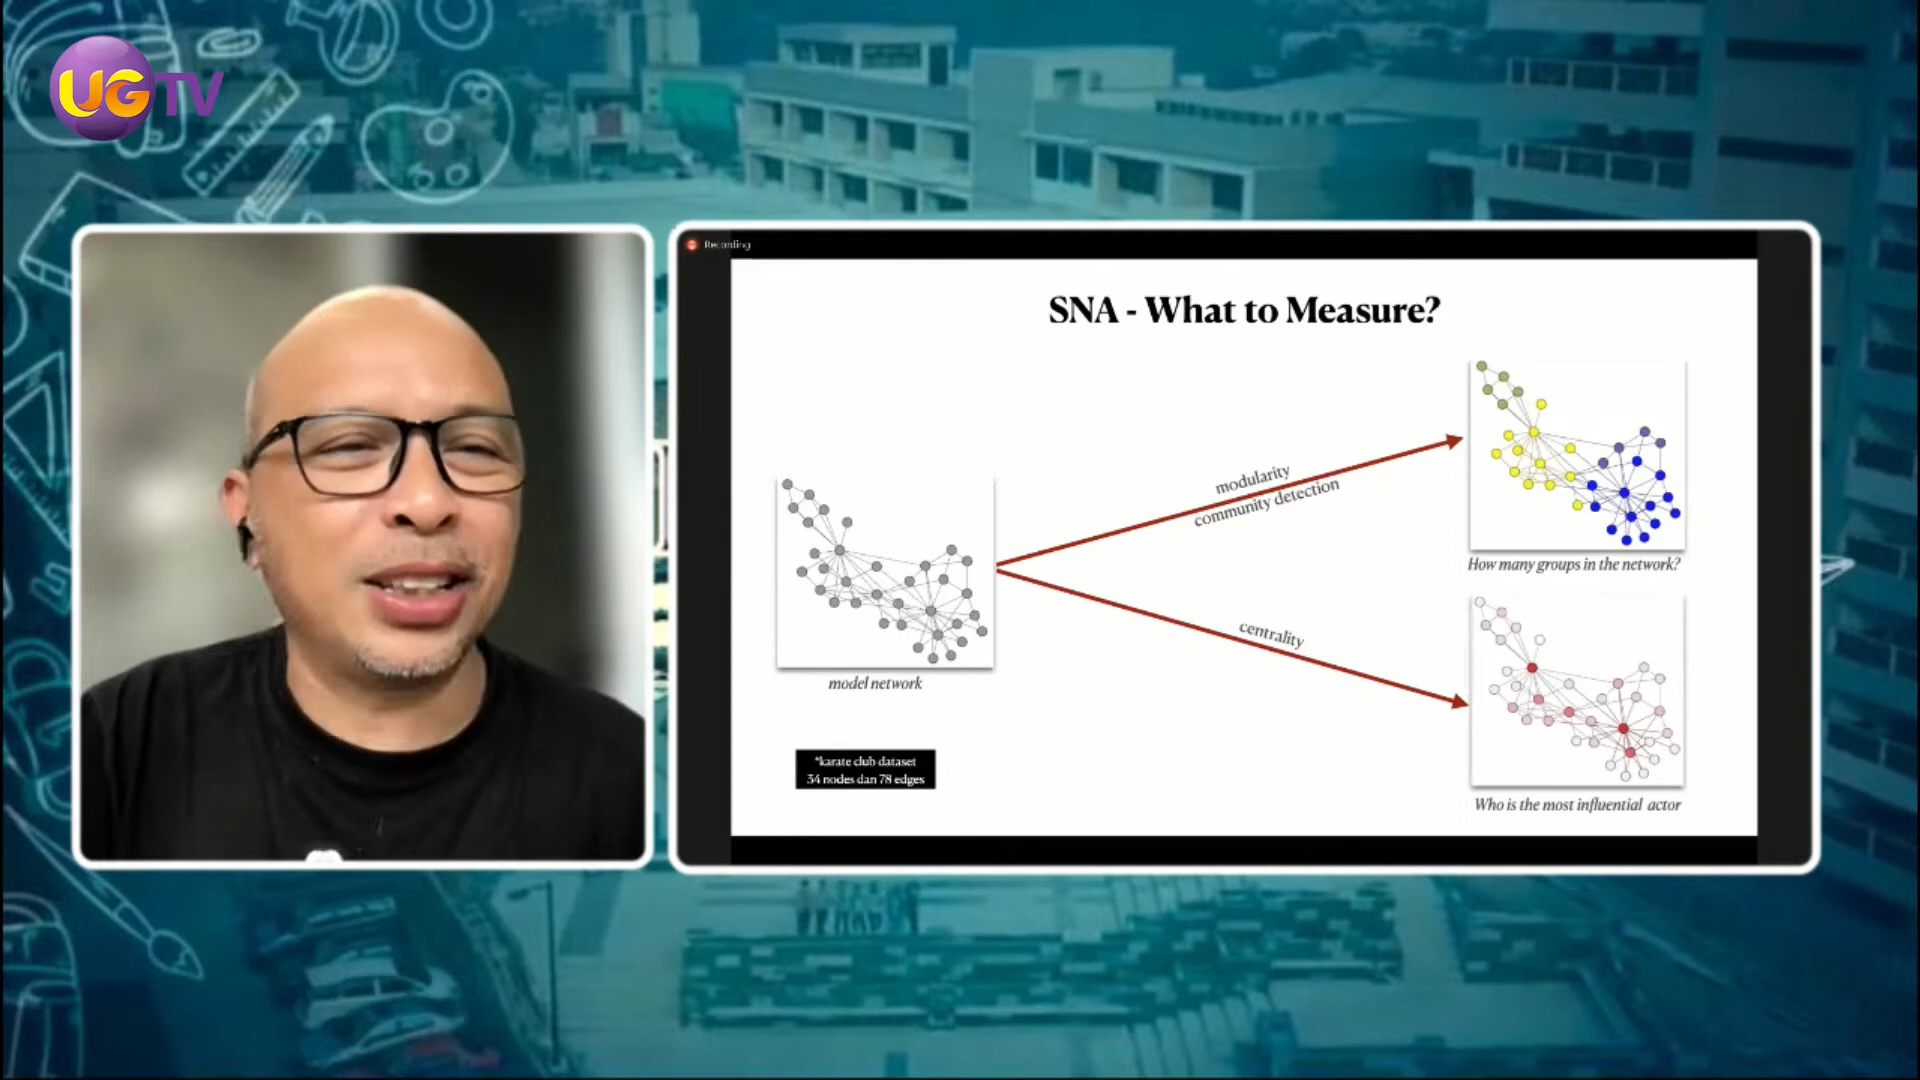 UGTV
Recording
SNA - What to Measure?
modularity
community detection
How many groups in the network?
centrality
model network
*karate club dataset
34 nodes dan 78 edges
Who is the most influential actor